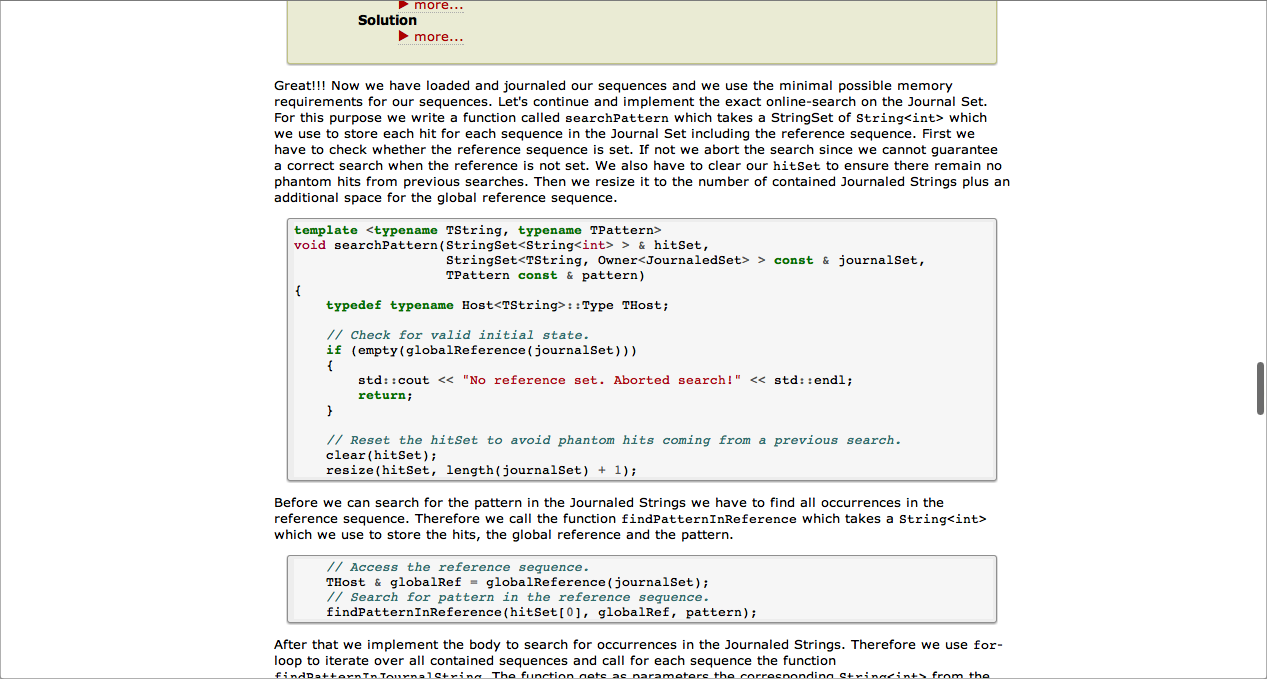 more...
Solution
more...
Great!!! Now we have loaded and journaled our sequences and we use the minimal possible memory
requirements for our sequences. Let's continue and implement the exact online-search on the Journal Set.
For this purpose we write a function called searchPattern which takes a StringSet of String<int> which
we use to store each hit for each sequence in the Journal Set including the reference sequence. First we
have to check whether the reference sequence is set. If not we abort the search since we cannot guarantee
a correct search when the reference is not set. We also have to clear our hitSet to ensure there remain no
phantom hits from previous searches. Then we resize it to the number of contained Journaled Strings plus an
additional space for the global reference sequence.
template <typename TString, typename TPattern>
void searchPattern(StringSet<String<int> > & hitSet,
                   StringSet<TString, Owner<JournaledSet> > const & journalSet,
                   TPattern const & pattern)
{
    typedef typename Host<TString>::Type THost;
    // Check for valid initial state.
    if (empty(globalReference(journalSet)))
    {
        std::cout << "No reference set. Aborted search!" << std::endl;
        return;
    }
    // Reset the hitSet to avoid phantom hits coming from a previous search.
    clear(hitSet);
    resize(hitSet, length(journalSet) + 1);
Before we can search for the pattern in the Journaled Strings we have to find all occurrences in the
reference sequence. Therefore we call the function findPatternInReference which takes a String<int>
which we use to store the hits, the global reference and the pattern.
    // Access the reference sequence.
    THost & globalRef = globalReference(journalSet);
    // Search for pattern in the reference sequence.
    findPatternInReference(hitSet[0], globalRef, pattern);
After that we implement the body to search for occurrences in the Journaled Strings. Therefore we use for-
loop to iterate over all contained sequences and call for each sequence the function
findPatternInJournalString. The function gets as parameters the corresponding String<int> from the